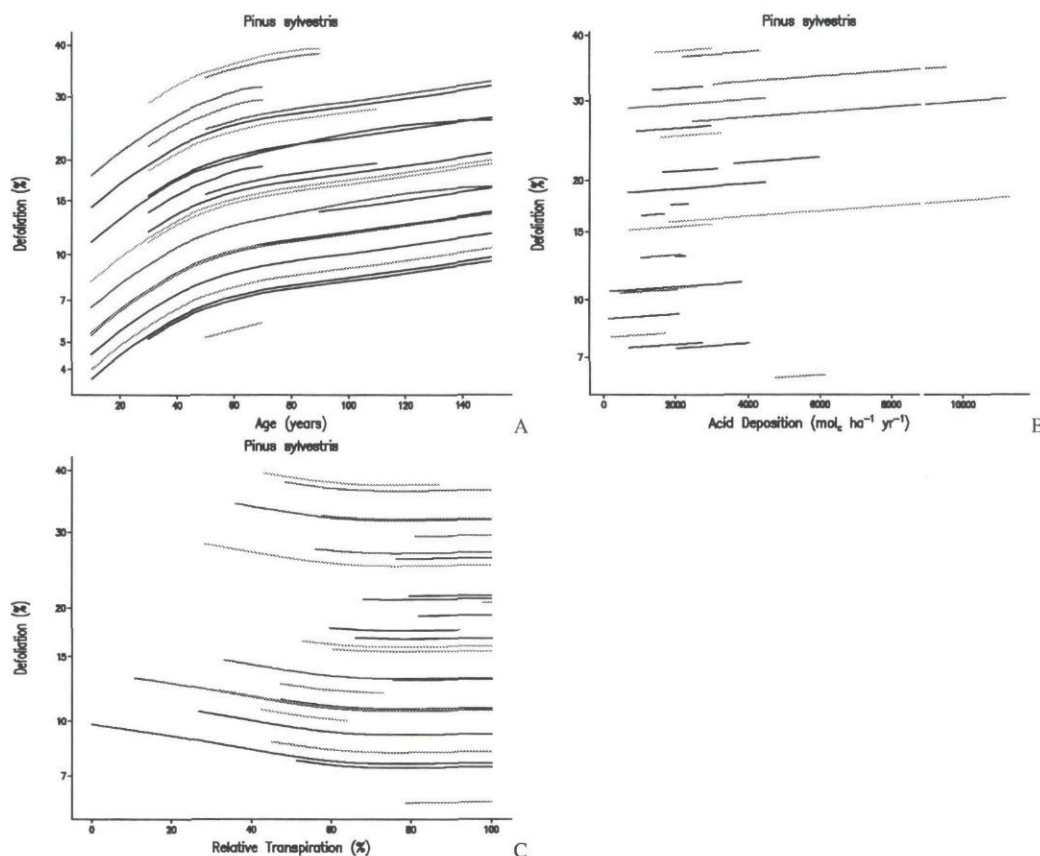 Pinus sylvestris
Defoliation (%)
40
30
20
15
10
7
5
4
20 40 60 80 100 120 140
Age (years)
A
Pinus sylvestris
Defoliation (%)
40
30
20
15
10
7
0 2000 4000 6000 8000 10000
Acid Deposition (molc ha⁻¹ yr⁻¹)
B
Pinus sylvestris
Defoliation (%)
40
30
20
15
10
7
0 20 40 60 80 100
Relative Transpiration (%)
C